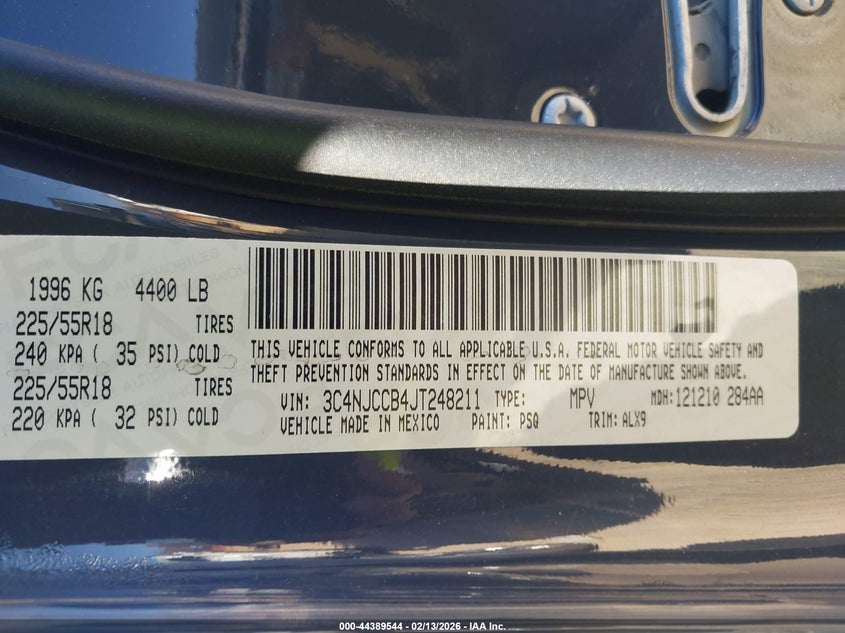 1996 KG 4400 LB
225/55R18 TIRES
240 KPA ( 35 PSI) COLD
225/55R18 TIRES
220 KPA ( 32 PSI) COLD
THIS VEHICLE CONFORMS TO ALL APPLICABLE U.S.A. FEDERAL MOTOR VEHICLE SAFETY AND
THEFT PREVENTION STANDARDS IN EFFECT ON THE DATE OF MANUFACTURE SHOWN ABOVE.
VIN: 3C4NJCCB4JT248211 TYPE: MPV MDH:121210 284AA
VEHICLE MADE IN MEXICO PAINT: PSQ TRIM: ALX9
000-44389544 - 02/13/2026 - IAA Inc.